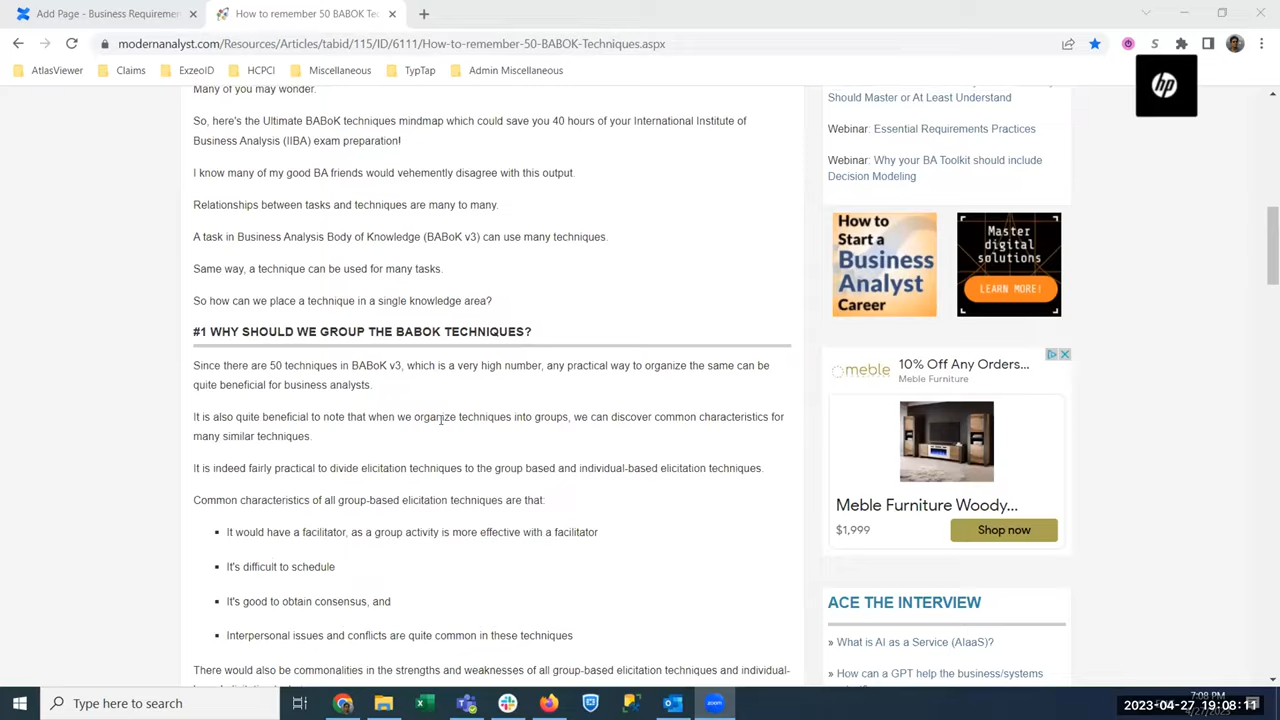 Add Page - Business Requiremen
How to remember 50 BABOK Tec
modernanalyst.com/Resources/Articles/tabid/115/ID/6111/How-to-remember-50-BABOK-Techniques.aspx
AtlasViewer
Claims
ExzeoID
HCPCI
Miscellaneous
TypTap
Admin Miscellaneous
hp
Many of you may wonder.
So, here's the Ultimate BABoK techniques mindmap which could save you 40 hours of your International Institute of
Business Analysis (IIBA) exam preparation!
I know many of my good BA friends would vehemently disagree with this output.
Relationships between tasks and techniques are many to many.
A task in Business Analysis Body of Knowledge (BABoK v3) can use many techniques.
Same way, a technique can be used for many tasks.
So how can we place a technique in a single knowledge area?
#1 WHY SHOULD WE GROUP THE BABOK TECHNIQUES?
Since there are 50 techniques in BABoK v3, which is a very high number, any practical way to organize the same can be
quite beneficial for business analysts.
It is also quite beneficial to note that when we organize techniques into groups, we can discover common characteristics for
many similar techniques.
It is indeed fairly practical to divide elicitation techniques to the group based and individual-based elicitation techniques.
Common characteristics of all group-based elicitation techniques are that:
▪ It would have a facilitator, as a group activity is more effective with a facilitator
▪ It's difficult to schedule
▪ It's good to obtain consensus, and
▪ Interpersonal issues and conflicts are quite common in these techniques
There would also be commonalities in the strengths and weaknesses of all group-based elicitation techniques and individual-
Should Master or At Least Understand
Webinar: Essential Requirements Practices
Webinar: Why your BA Toolkit should include
Decision Modeling
How to
Start a
Business
Analyst
Career
Master
digital
solutions
LEARN MORE!
meble
10% Off Any Orders...
Meble Furniture
Meble Furniture Woody...
$1,999
Shop now
ACE THE INTERVIEW
» What is AI as a Service (AIaaS)?
» How can a GPT help the business/systems
Type here to search
zoom
7:08 PM
2023-04-27 19:08:11